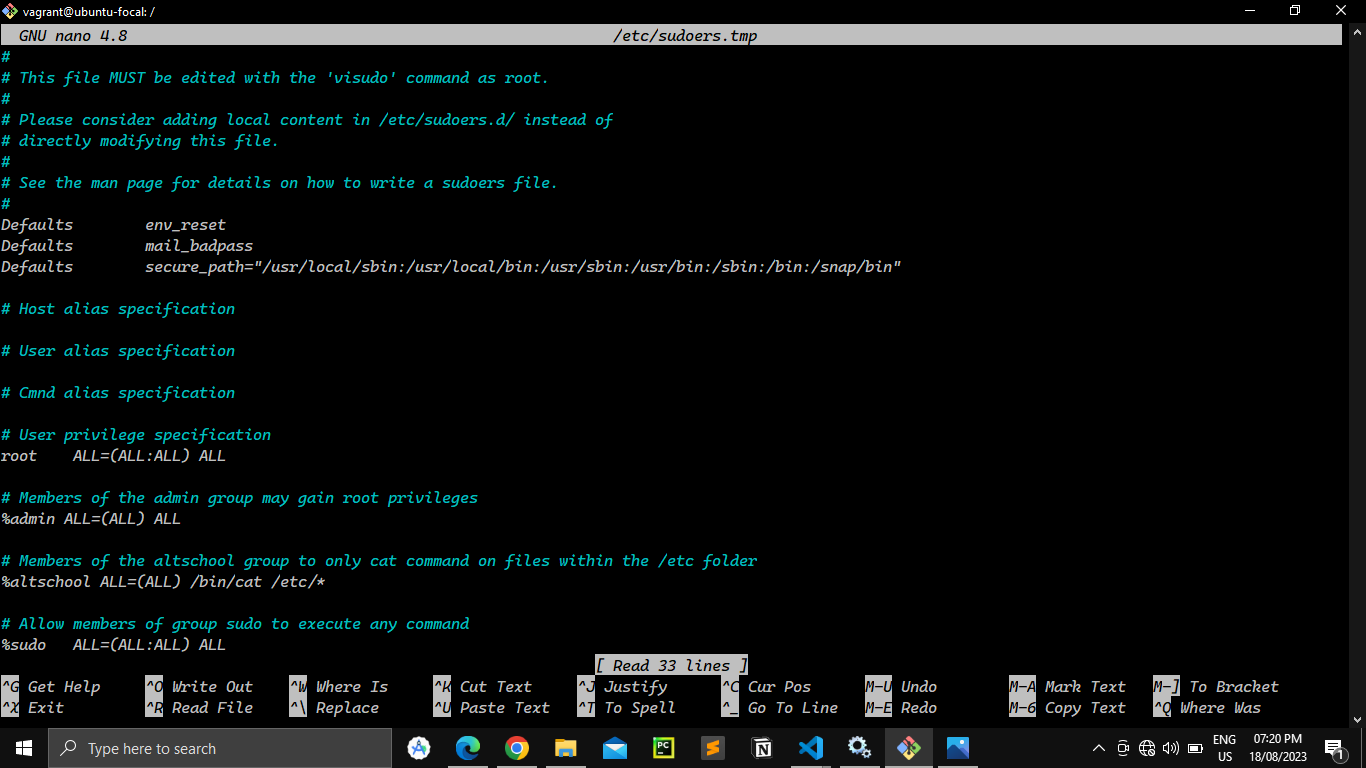 vagrant@ubuntu-focal: /
GNU nano 4.8 /etc/sudoers.tmp
#
# This file MUST be edited with the 'visudo' command as root.
#
# Please consider adding local content in /etc/sudoers.d/ instead of
# directly modifying this file.
#
# See the man page for details on how to write a sudoers file.
#
Defaults env_reset
Defaults mail_badpass
Defaults secure_path="/usr/local/sbin:/usr/local/bin:/usr/sbin:/usr/bin:/sbin:/bin:/snap/bin"
# Host alias specification
# User alias specification
# Cmnd alias specification
# User privilege specification
root ALL=(ALL:ALL) ALL
# Members of the admin group may gain root privileges
%admin ALL=(ALL) ALL
# Members of the altschool group to only cat command on files within the /etc folder
%altschool ALL=(ALL) /bin/cat /etc/*
# Allow members of group sudo to execute any command
%sudo ALL=(ALL:ALL) ALL
[ Read 33 lines ]
^G Get Help ^O Write Out ^W Where Is ^K Cut Text ^J Justify ^C Cur Pos M-U Undo M-A Mark Text M-] To Bracket
^X Exit ^R Read File ^\ Replace ^U Paste Text ^T To Spell ^_ Go To Line M-E Redo M-6 Copy Text ^Q Where Was
Type here to search PC ENG 07:20 PM
US 18/08/2023 1